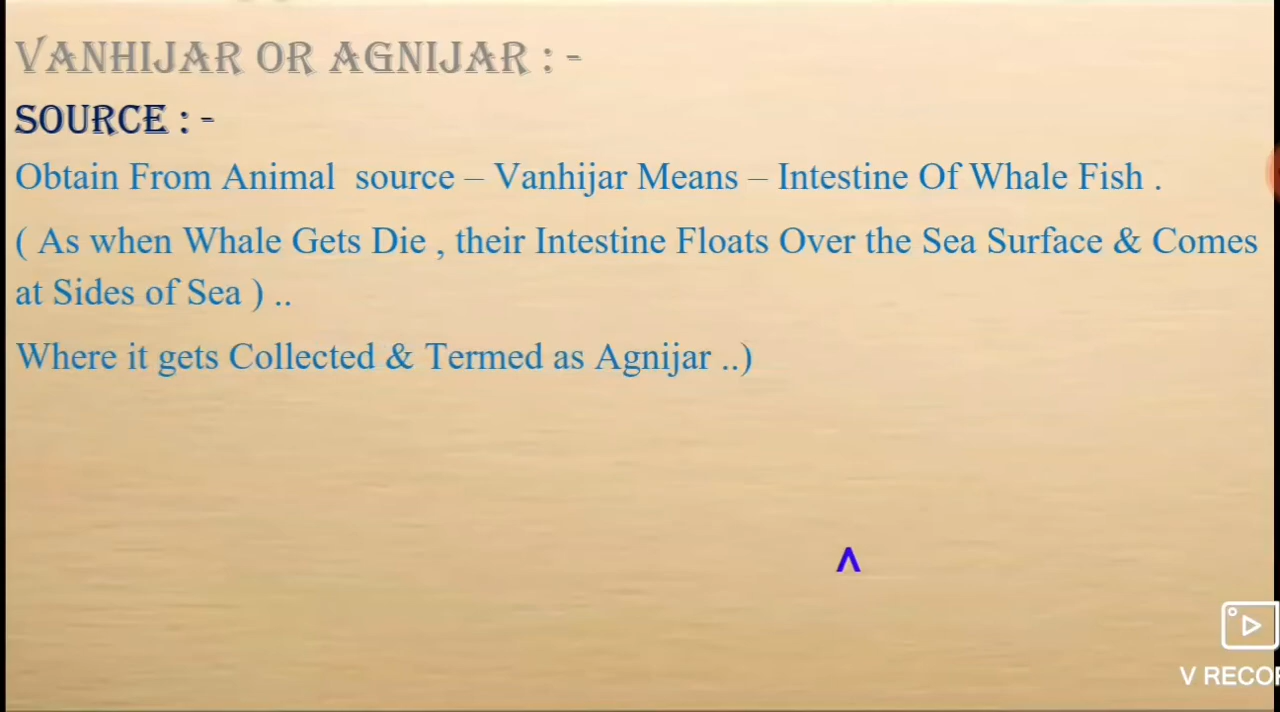 VANHIJAR OR AGNIJAR : -
SOURCE : -
Obtain From Animal source – Vanhijar Means – Intestine Of Whale Fish .
( As when Whale Gets Die , their Intestine Floats Over the Sea Surface & Comes
at Sides of Sea ) ..
Where it gets Collected & Termed as Agnijar ..)
V RECOR